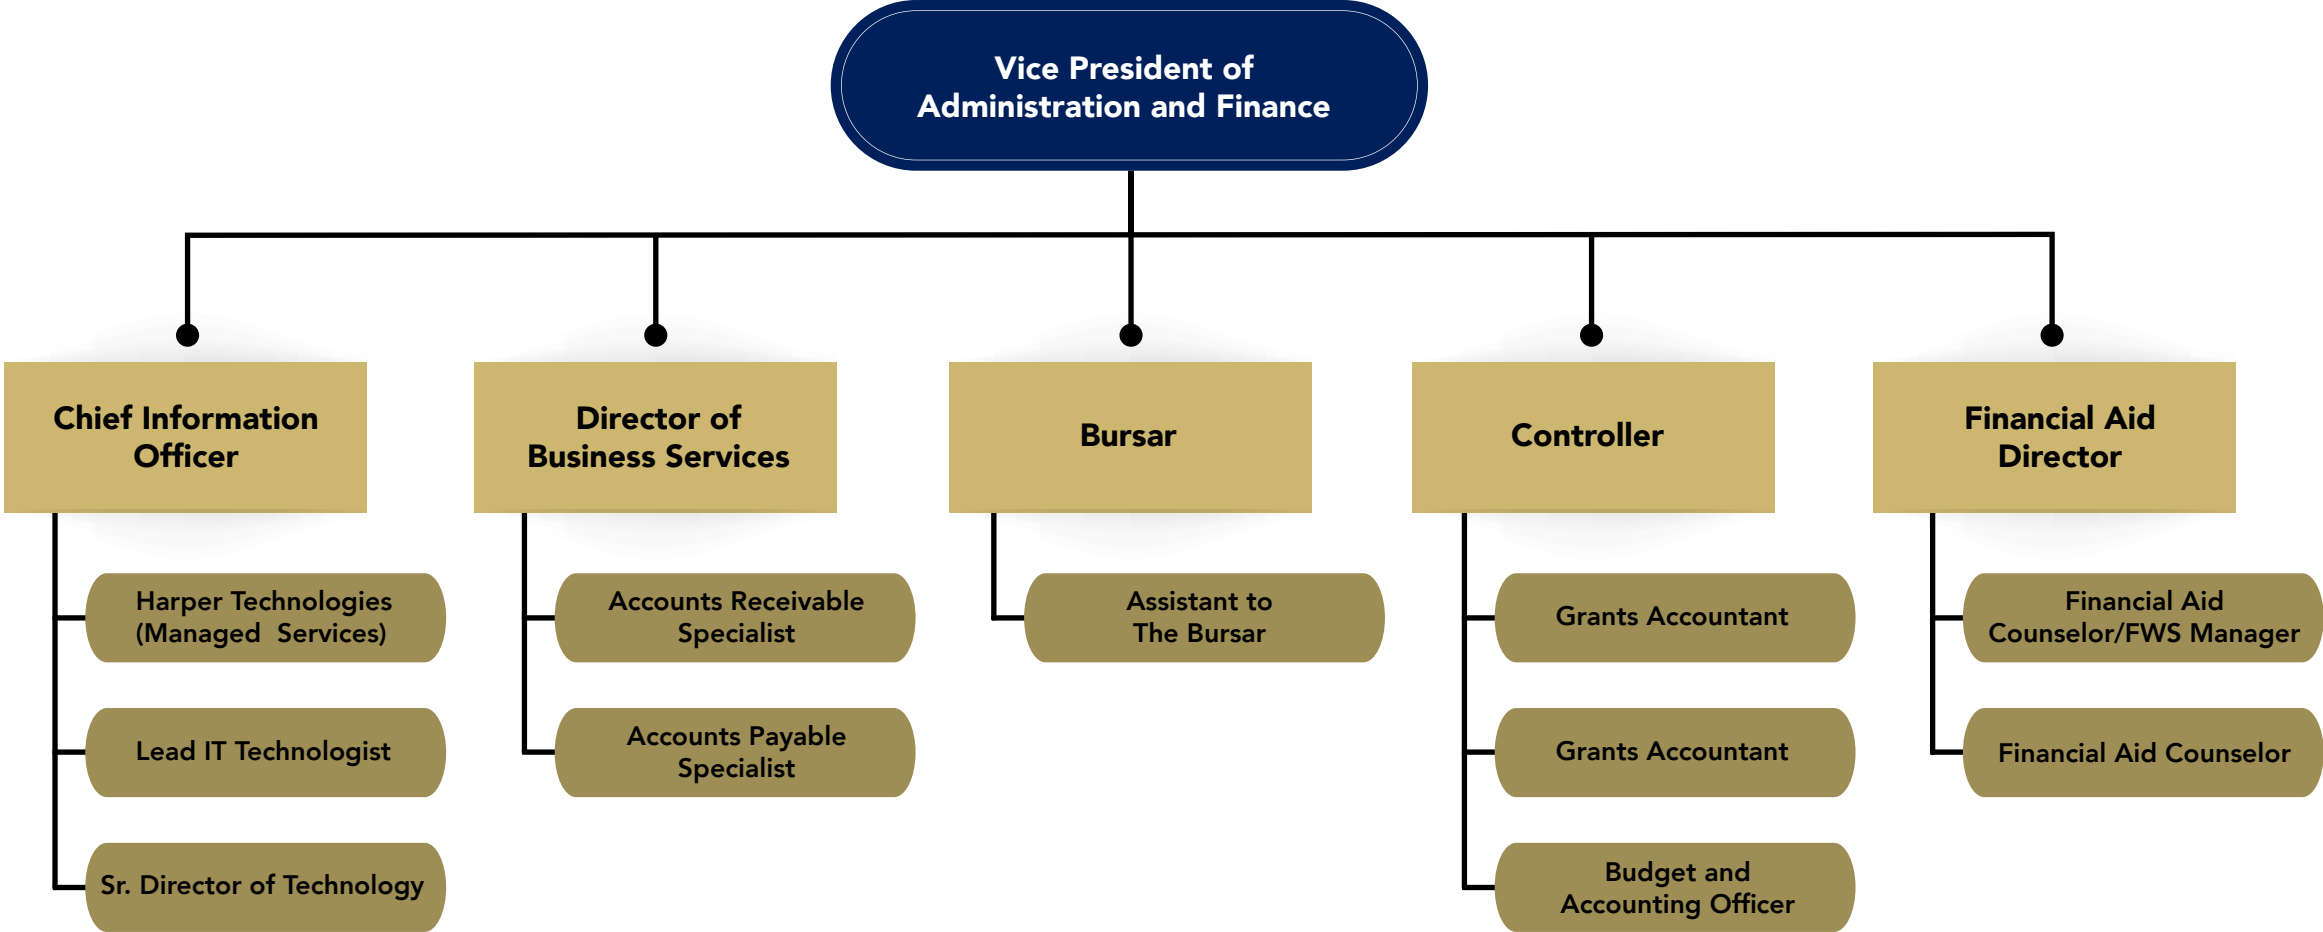 Vice President of
Administration and Finance
Chief Information
Officer
Director of
Business Services
Bursar
Controller
Financial Aid
Director
Harper Technologies
(Managed  Services)
Lead IT Technologist
Sr. Director of Technology
Accounts Receivable
Specialist
Accounts Payable
Specialist
Assistant to
The Bursar
Grants Accountant
Grants Accountant
Budget and
Accounting Officer
Financial Aid
Counselor/FWS Manager
Financial Aid Counselor